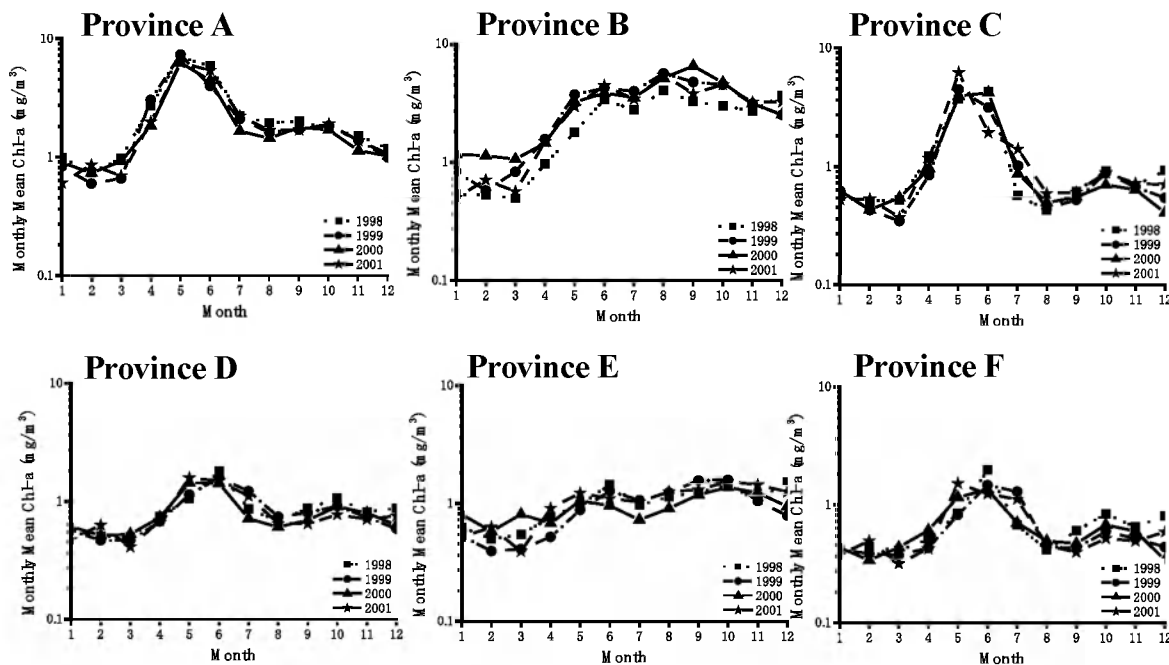 Province A
Monthly Mean Chl-a (mg/m³)
10
1
0.1
1 2 3 4 5 6 7 8 9 10 11 12
Month
1998
1999
2000
2001
Province B
Monthly Mean Chl-a (mg/m³)
10
1
0.1
1 2 3 4 5 6 7 8 9 10 11 12
Month
1998
1999
2000
2001
Province C
Monthly Mean Chl-a (mg/m³)
10
1
0.1
1 2 3 4 5 6 7 8 9 10 11 12
Month
1998
1999
2000
2001
Province D
Monthly Mean Chl-a (mg/m³)
10
1
0.1
1 2 3 4 5 6 7 8 9 10 11 12
Month
1998
1999
2000
2001
Province E
Monthly Mean Chl-a (mg/m³)
10
1
0.1
1 2 3 4 5 6 7 8 9 10 11 12
Month
1998
1999
2000
2001
Province F
Monthly Mean Chl-a (mg/m³)
10
1
0.1
1 2 3 4 5 6 7 8 9 10 11 12
Month
1998
1999
2000
2001